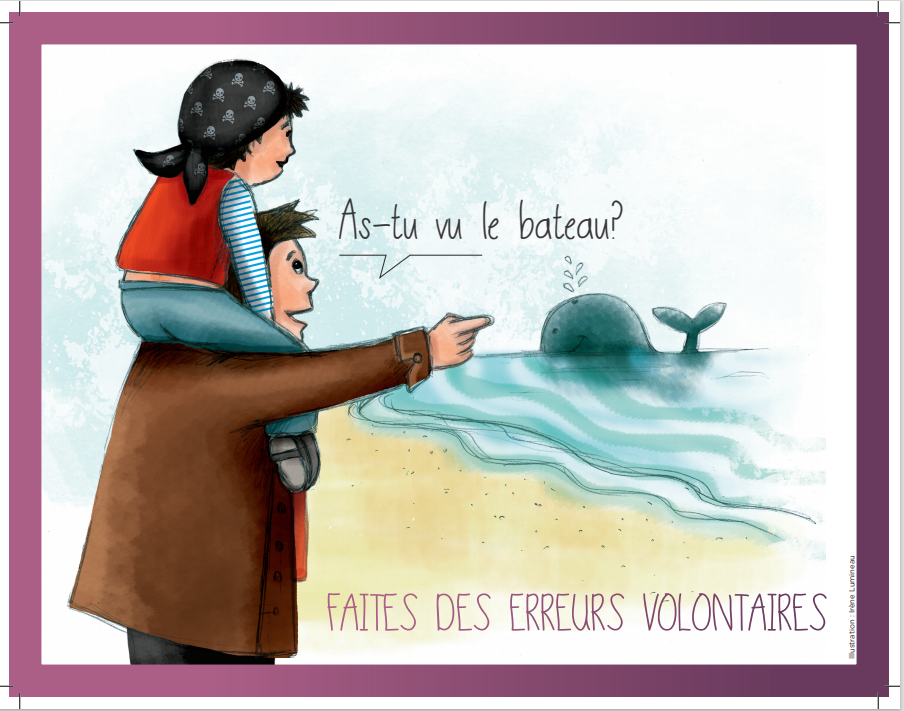 As-tu vu le bateau?
FAITES DES ERREURS VOLONTAIRES
Illustration : Irène Lumineau